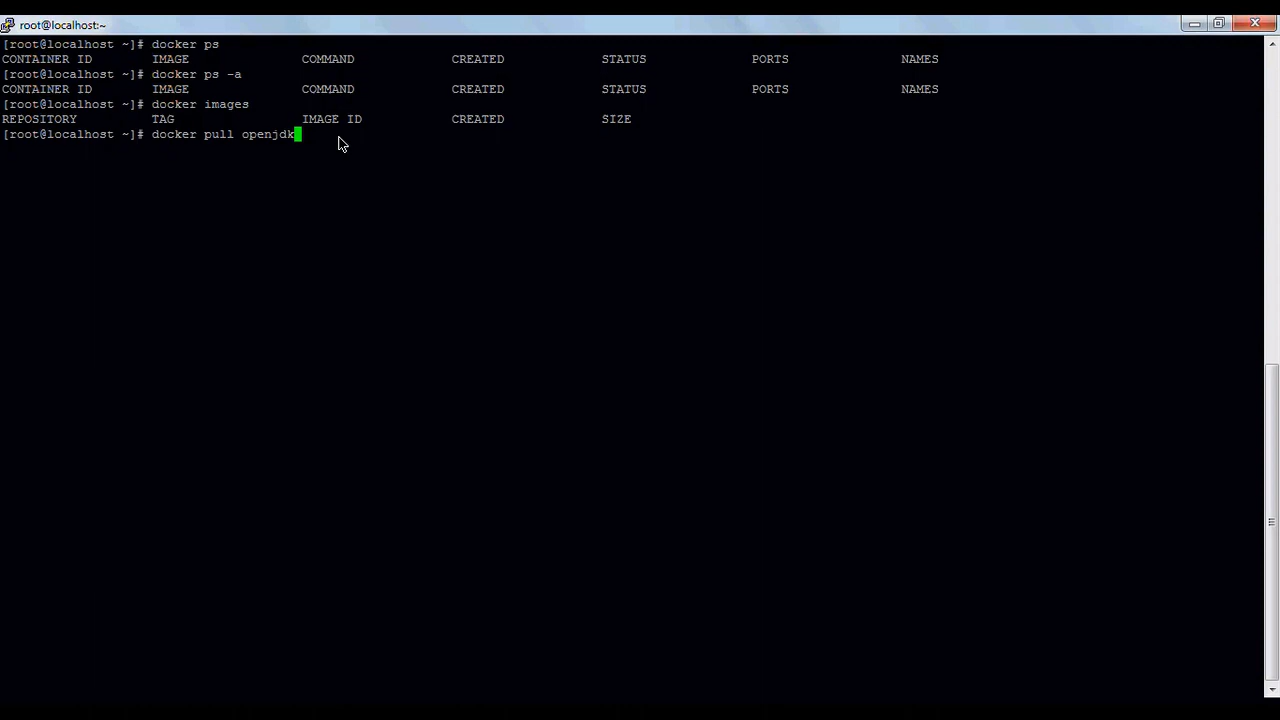 root@localhost:~
[root@localhost ~]# docker ps
CONTAINER ID IMAGE COMMAND CREATED STATUS PORTS NAMES
[root@localhost ~]# docker ps -a
CONTAINER ID IMAGE COMMAND CREATED STATUS PORTS NAMES
[root@localhost ~]# docker images
REPOSITORY TAG IMAGE ID CREATED SIZE
[root@localhost ~]# docker pull openjdk